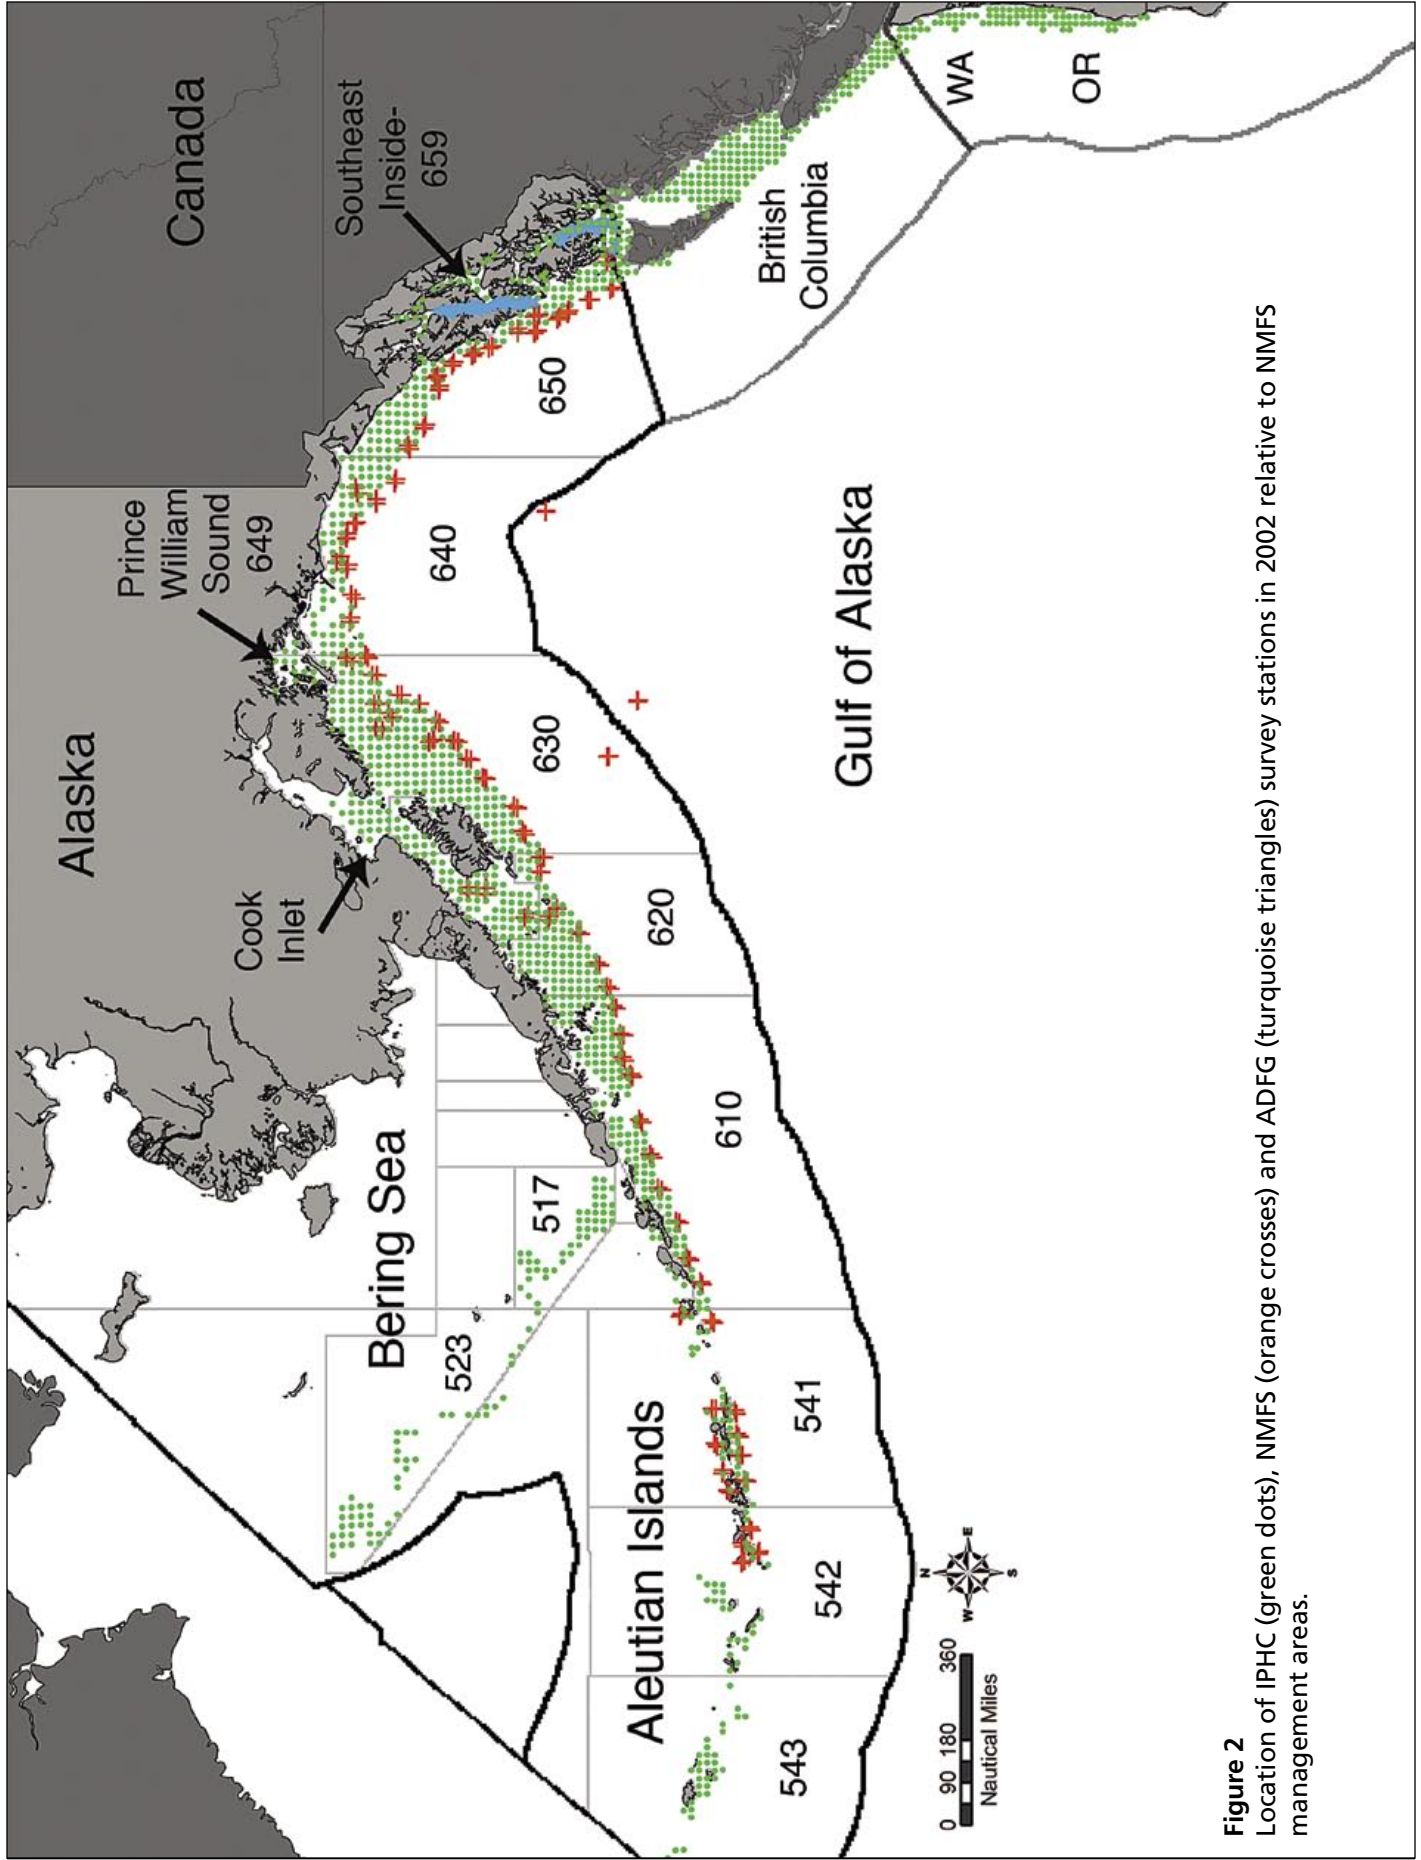 Canada
Alaska
Prince
William
Sound
649
Southeast
Inside-
659
Cook
Inlet
Bering Sea
517
523
Aleutian Islands
543
542
541
610
620
630
640
650
British
Columbia
WA
OR
Gulf of Alaska
N
W E
S
0 90 180 360
Nautical Miles
Figure 2
Location of IPHC (green dots), NMFS (orange crosses) and ADFG (turquoise triangles) survey stations in 2002 relative to NMFS
management areas.